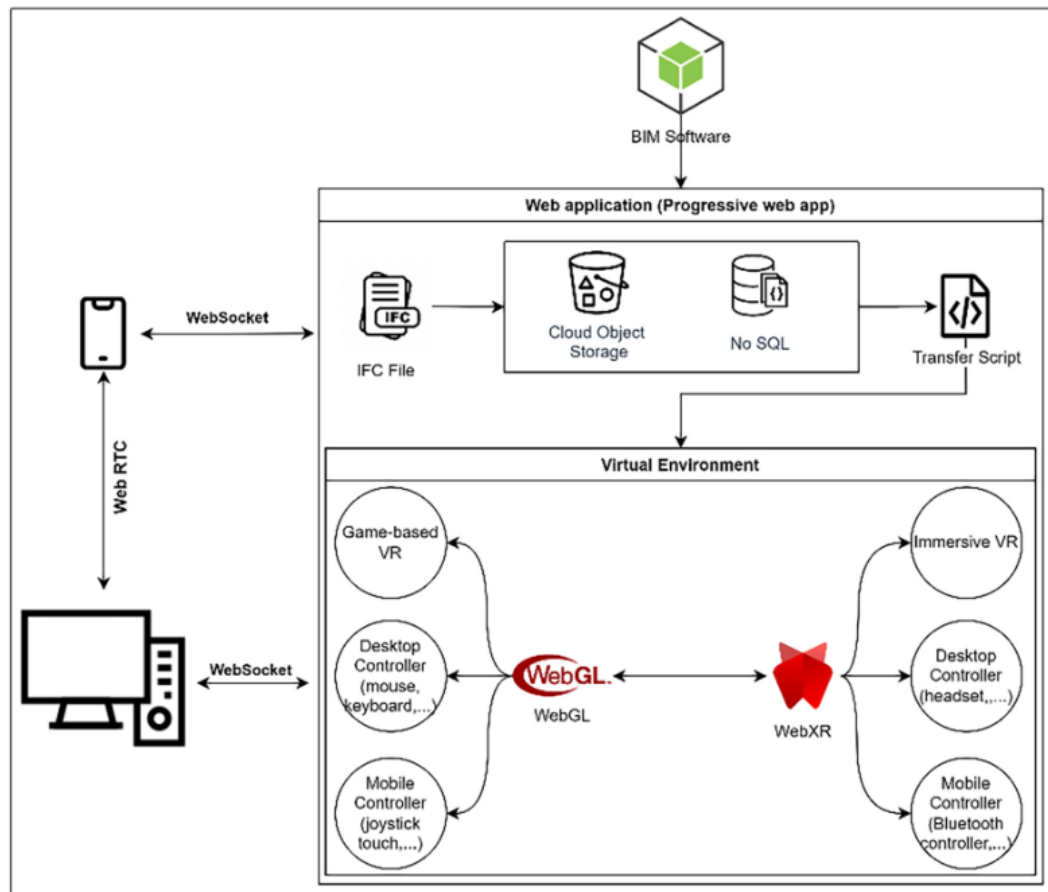 BIM Software
Web application (Progressive web app)
WebSocket
IFC
IFC File
Cloud Object
Storage
{}
No SQL
</>
Transfer Script
Web RTC
Virtual Environment
Game-based
VR
Immersive VR
WebSocket
Desktop
Controller
(mouse,
keyboard,...)
WebGL™
WebGL
WebXR
Desktop
Controller
(headset,,...)
Mobile
Controller
(joystick
touch,...)
Mobile
Controller
(Bluetooth
controller,...)